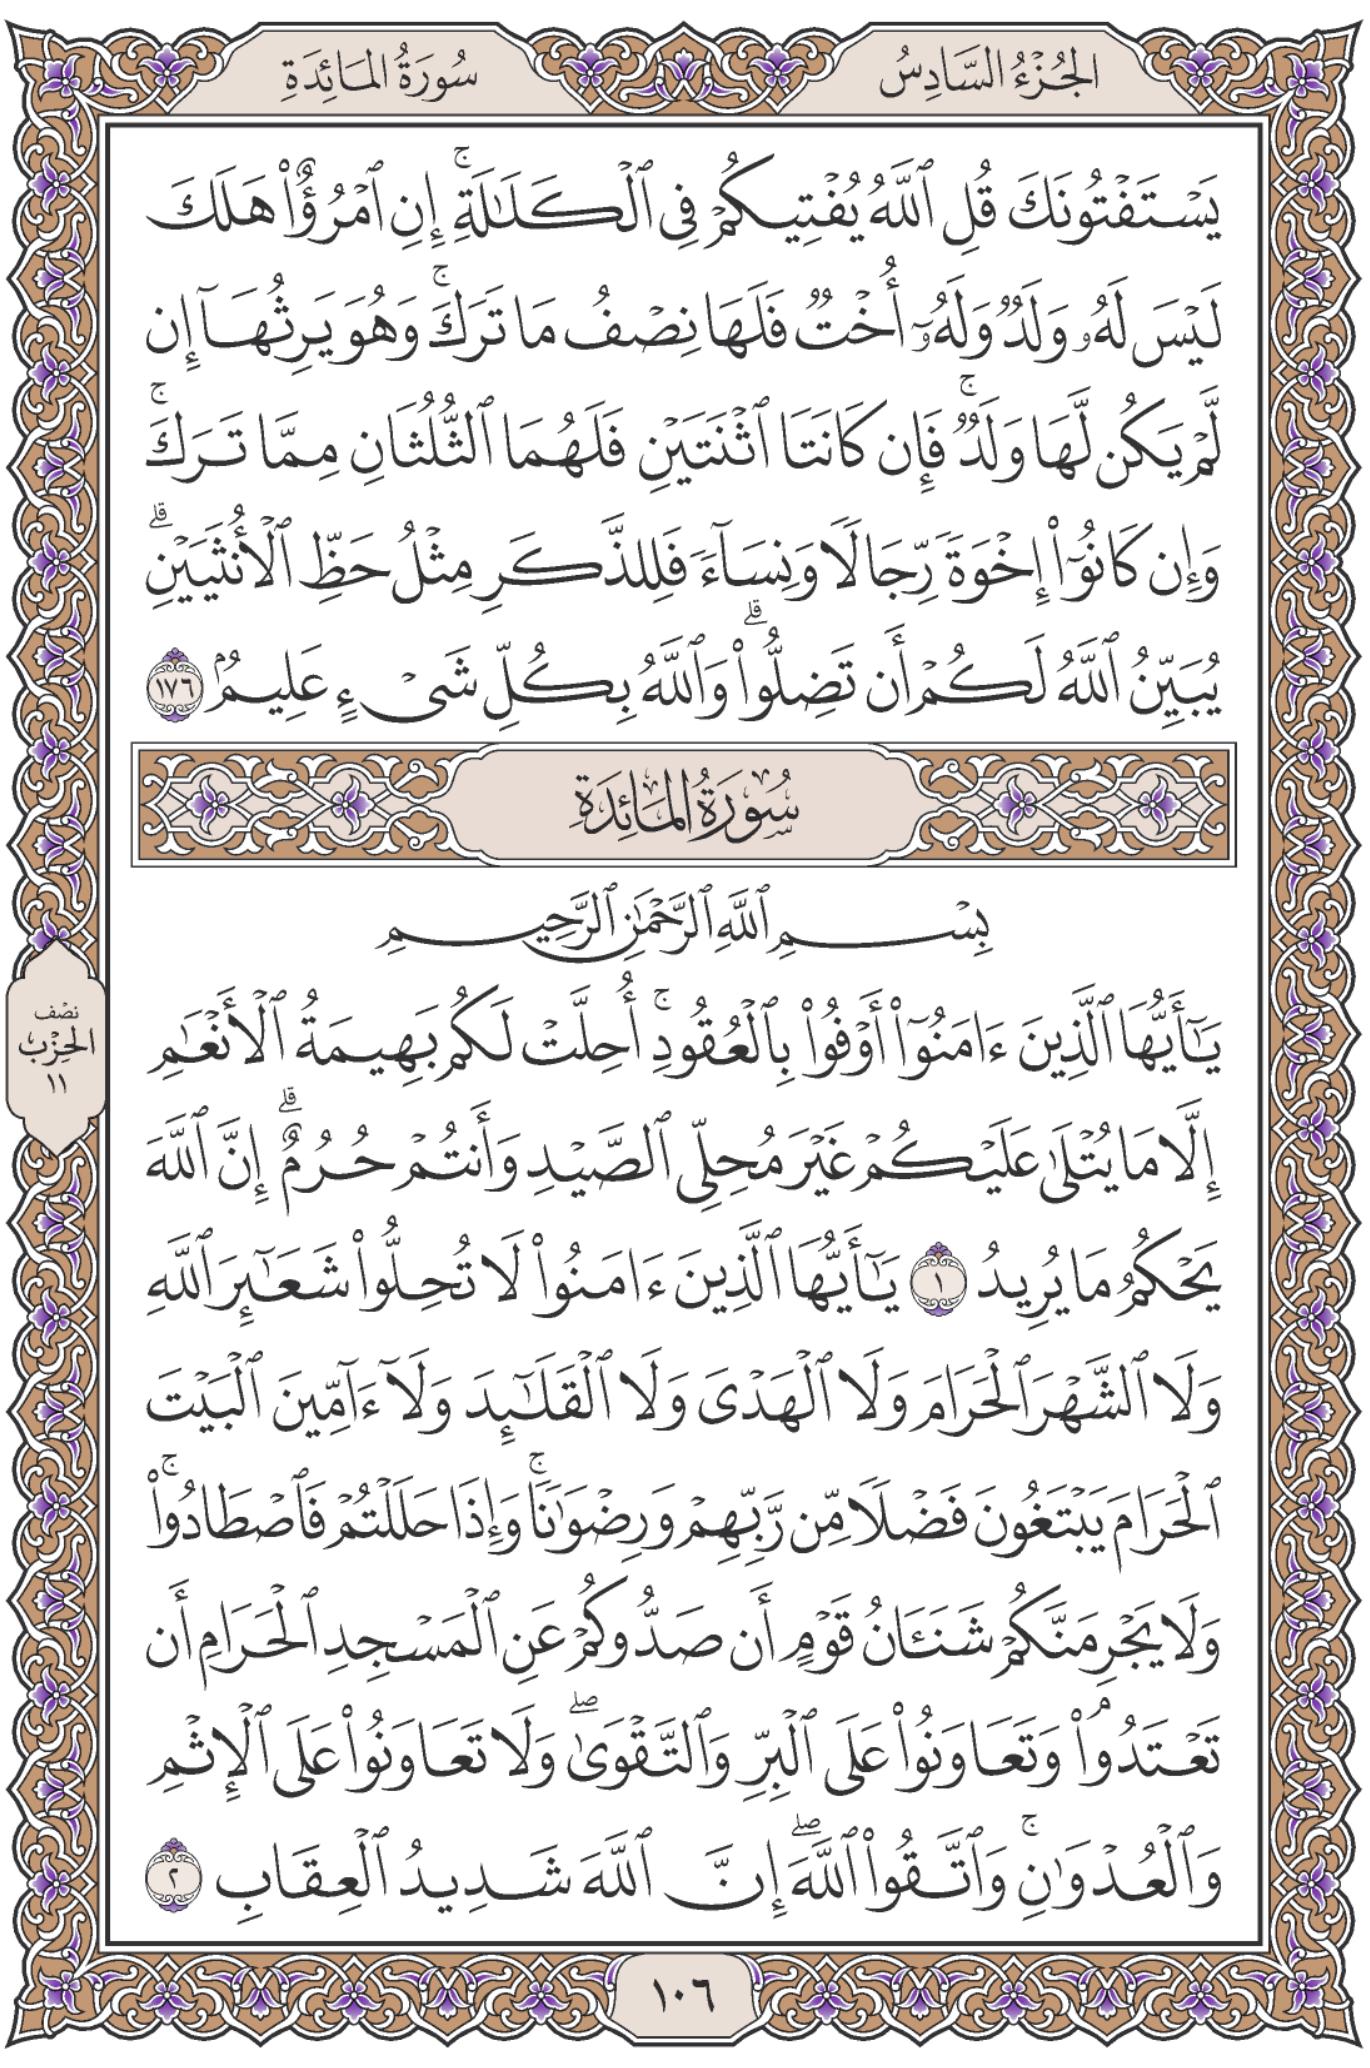 الجُزْءُ السَّادِسُ
سُورَةُ المَائِدَةِ
يَسۡتَفۡتُونَكَ قُلِ ٱللَّهُ يُفۡتِيكُمۡ فِي ٱلۡكَلَٰلَةِۚ إِنِ ٱمۡرُؤٌاْ هَلَكَ
لَيۡسَ لَهُۥ وَلَدٞ وَلَهُۥٓ أُخۡتٞ فَلَهَا نِصۡفُ مَا تَرَكَۚ وَهُوَ يَرِثُهَآ إِن
لَّمۡ يَكُن لَّهَا وَلَدٞۚ فَإِن كَانَتَا ٱثۡنَتَيۡنِ فَلَهُمَا ٱلثُّلُثَانِ مِمَّا تَرَكَۚ
وَإِن كَانُوٓاْ إِخۡوَةٗ رِّجَالٗا وَنِسَآءٗ فَلِلذَّكَرِ مِثۡلُ حَظِّ ٱلۡأُنثَيَيۡنِۗ
يُبَيِّنُ ٱللَّهُ لَكُمۡ أَن تَضِلُّواْۗ وَٱللَّهُ بِكُلِّ شَيۡءٍ عَلِيمُۢ ١٧٦
سُورَةُ المَائِدَةِ
بِسۡمِ ٱللَّهِ ٱلرَّحۡمَٰنِ ٱلرَّحِيمِ
يَٰٓأَيُّهَا ٱلَّذِينَ ءَامَنُوٓاْ أَوۡفُواْ بِٱلۡعُقُودِۚ أُحِلَّتۡ لَكُم بَهِيمَةُ ٱلۡأَنۡعَٰمِ
إِلَّا مَا يُتۡلَىٰ عَلَيۡكُمۡ غَيۡرَ مُحِلِّي ٱلصَّيۡدِ وَأَنتُمۡ حُرُمٌۗ إِنَّ ٱللَّهَ
يَحۡكُمُ مَا يُرِيدُ ١ يَٰٓأَيُّهَا ٱلَّذِينَ ءَامَنُواْ لَا تُحِلُّواْ شَعَٰٓئِرَ ٱللَّهِ
وَلَا ٱلشَّهۡرَ ٱلۡحَرَامَ وَلَا ٱلۡهَدۡيَ وَلَا ٱلۡقَلَٰٓئِدَ وَلَآ ءَآمِّينَ ٱلۡبَيۡتَ
ٱلۡحَرَامَ يَبۡتَغُونَ فَضۡلٗا مِّن رَّبِّهِمۡ وَرِضۡوَٰنٗاۚ وَإِذَا حَلَلۡتُمۡ فَٱصۡطَادُواْۚ
وَلَا يَجۡرِمَنَّكُمۡ شَنَـَٔانُ قَوۡمٍ أَن صَدُّوكُمۡ عَنِ ٱلۡمَسۡجِدِ ٱلۡحَرَامِ أَن
تَعۡتَدُواْۘ وَتَعَاوَنُواْ عَلَى ٱلۡبِرِّ وَٱلتَّقۡوَىٰۖ وَلَا تَعَاوَنُواْ عَلَى ٱلۡإِثۡمِ
وَٱلۡعُدۡوَٰنِۚ وَٱتَّقُواْ ٱللَّهَۖ إِنَّ ٱللَّهَ شَدِيدُ ٱلۡعِقَابِ ٢
نصف
الحِزْب
١١
١٠٦